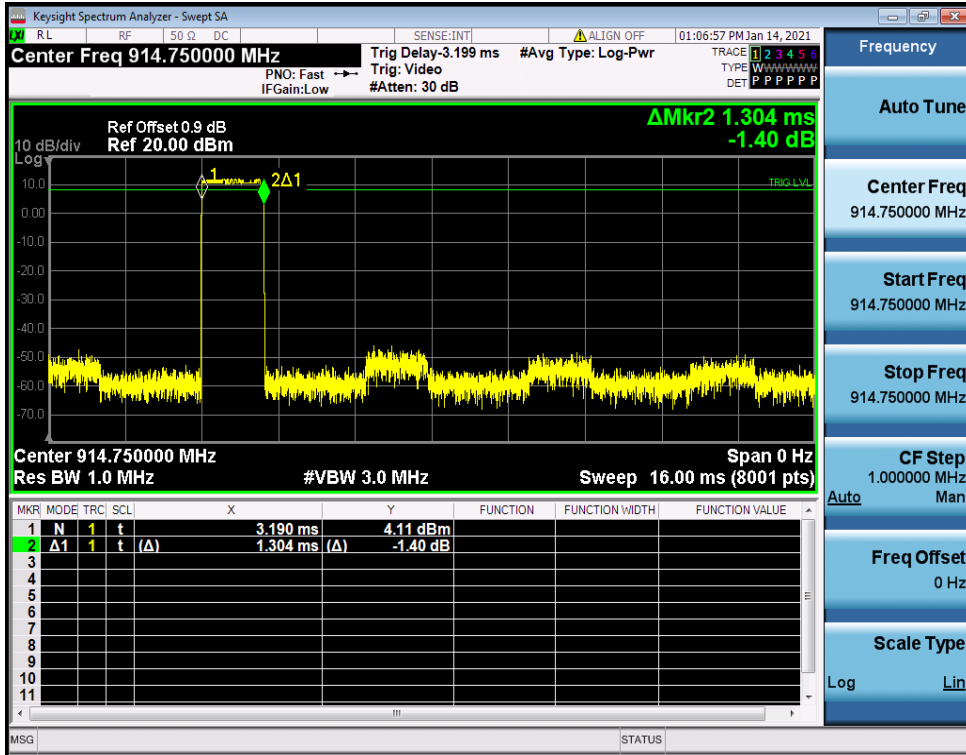 Keysight Spectrum Analyzer - Swept SA
LXI RL RF 50 Ω DC SENSE:INT ALIGN OFF 01:06:57 PM Jan 14, 2021
Center Freq 914.750000 MHz
PNO: Fast
IFGain:Low
Trig Delay-3.199 ms
Trig: Video
#Atten: 30 dB
#Avg Type: Log-Pwr
TRACE 1 2 3 4 5 6
TYPE WWWWWW
DET P P P P P P
ΔMkr2 1.304 ms
-1.40 dB
Ref Offset 0.9 dB
10 dB/div Ref 20.00 dBm
Log
1 2Δ1
TRIG LVL
10.0
0.00
-10.0
-20.0
-30.0
-40.0
-50.0
-60.0
-70.0
Center 914.750000 MHz Span 0 Hz
Res BW 1.0 MHz #VBW 3.0 MHz Sweep 16.00 ms (8001 pts)
MKR MODE TRC SCL X Y FUNCTION FUNCTION WIDTH FUNCTION VALUE
1 N 1 t 3.190 ms 4.11 dBm
2 Δ1 1 t (Δ) 1.304 ms (Δ) -1.40 dB
3
4
5
6
7
8
9
10
11
MSG STATUS
Frequency
Auto Tune
Center Freq
914.750000 MHz
Start Freq
914.750000 MHz
Stop Freq
914.750000 MHz
CF Step
1.000000 MHz
Auto Man
Freq Offset
0 Hz
Scale Type
Log Lin